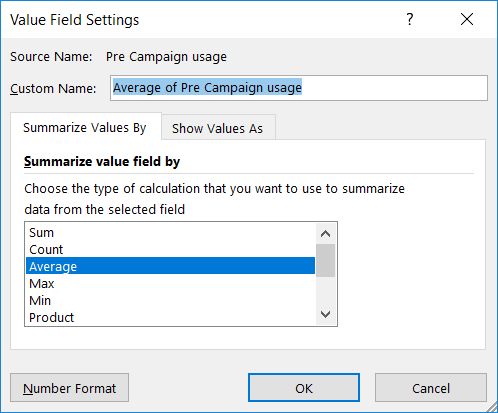 Value Field Settings ?
Source Name: Pre Campaign usage
Custom Name: Average of Pre Campaign usage
Summarize Values By Show Values As
Summarize value field by
Choose the type of calculation that you want to use to summarize
data from the selected field
Sum
Count
Average
Max
Min
Product
Number Format OK Cancel